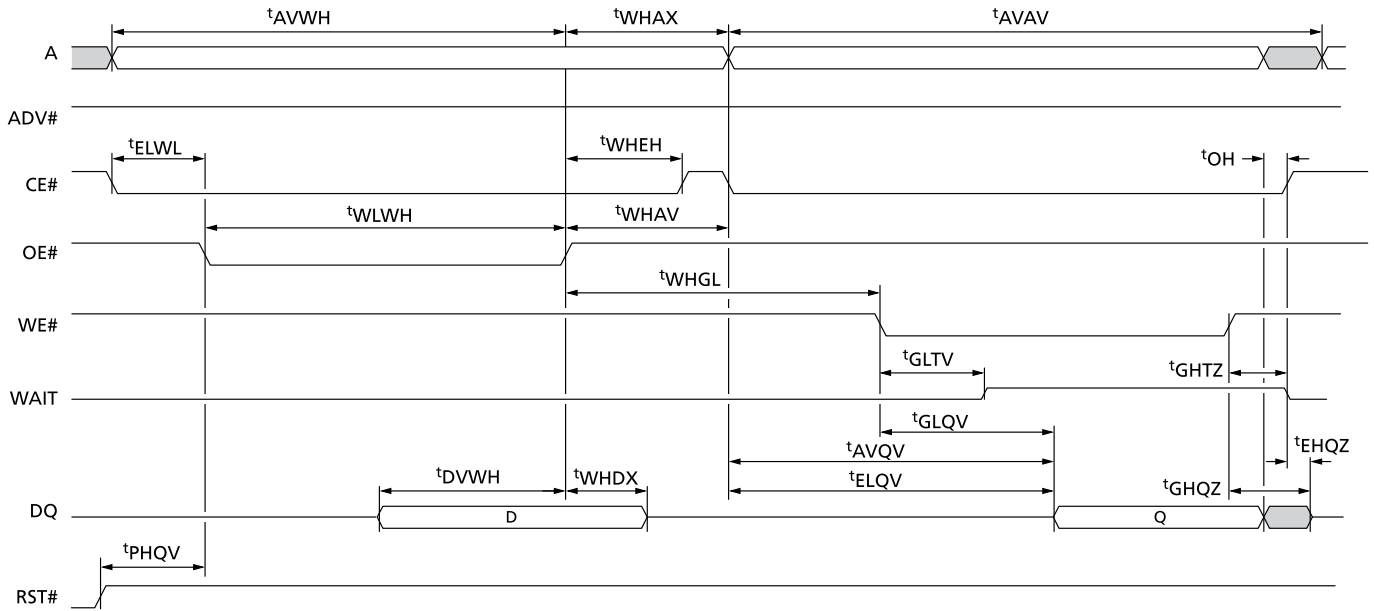 tAVWH tWHAX tAVAV
A
ADV#
tELWL tWHEH tOH
CE#
tWLWH tWHAV
OE#
tWHGL
WE#
tGLTV tGHTZ
WAIT
tGLQV
tAVQV tEHQZ
tDVWH tWHDX tELQV tGHQZ
DQ D Q
tPHQV
RST#